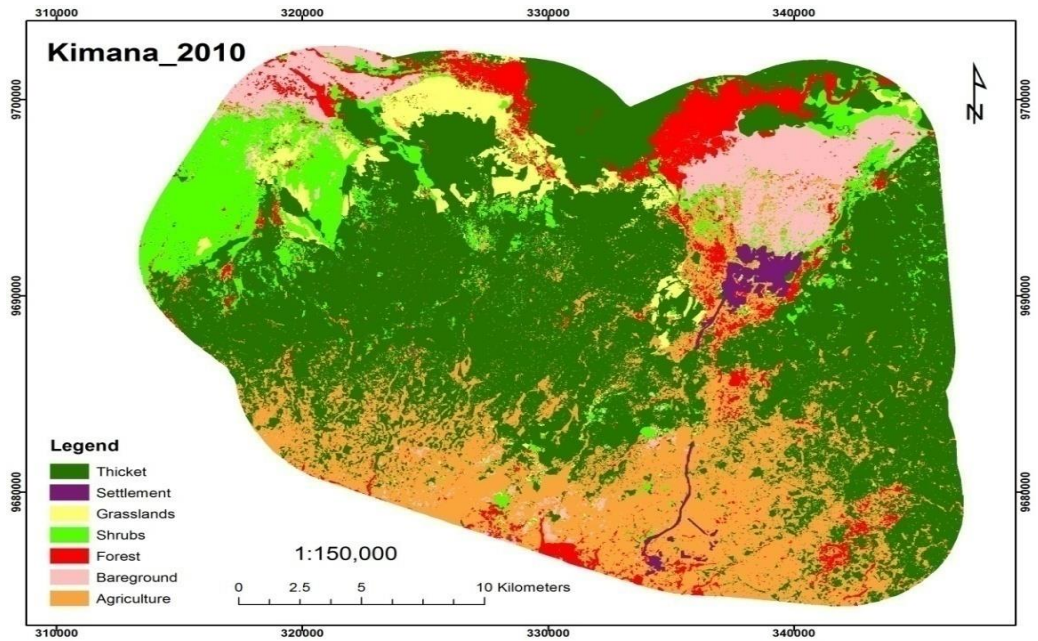 310000 320000 330000 340000
Kimana_2010
N
9700000 9700000
9690000 9690000
Legend
Thicket
Settlement
Grasslands
Shrubs
Forest
Bareground
Agriculture
9680000 9680000
1:150,000
0 2.5 5 10 Kilometers
310000 320000 330000 340000